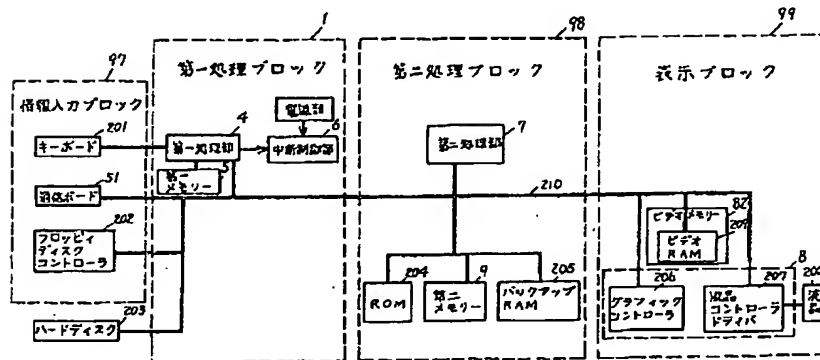 97
情報入力ブロック
キーボード
201
通信ボード
51
フロッピィ
ディスク
コントローラ
202
ハードディスク
203
1
第一処理ブロック
4
第一処理部
電源部
6
中断制御部
5
第一
メモリー
98
第二処理ブロック
7
第二処理部
210
204
ROM
9
第二
メモリー
205
バックアップ
RAM
99
表示ブロック
82
ビデオメモリー
209
ビデオ
RAM
8
206
グラフィック
コントローラ
207
液晶
コントローラ
ドライバ